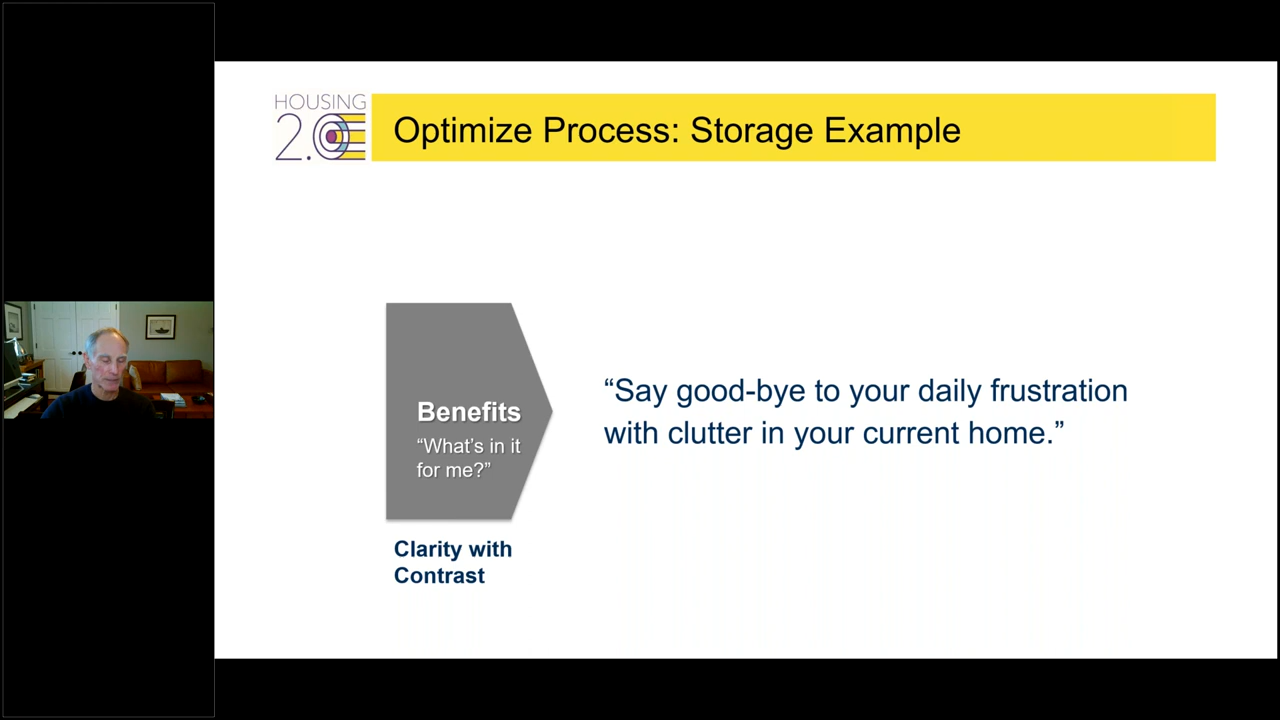 HOUSING
2.0
Optimize Process: Storage Example
Benefits
“What’s in it
for me?”
“Say good-bye to your daily frustration
with clutter in your current home.”
Clarity with
Contrast